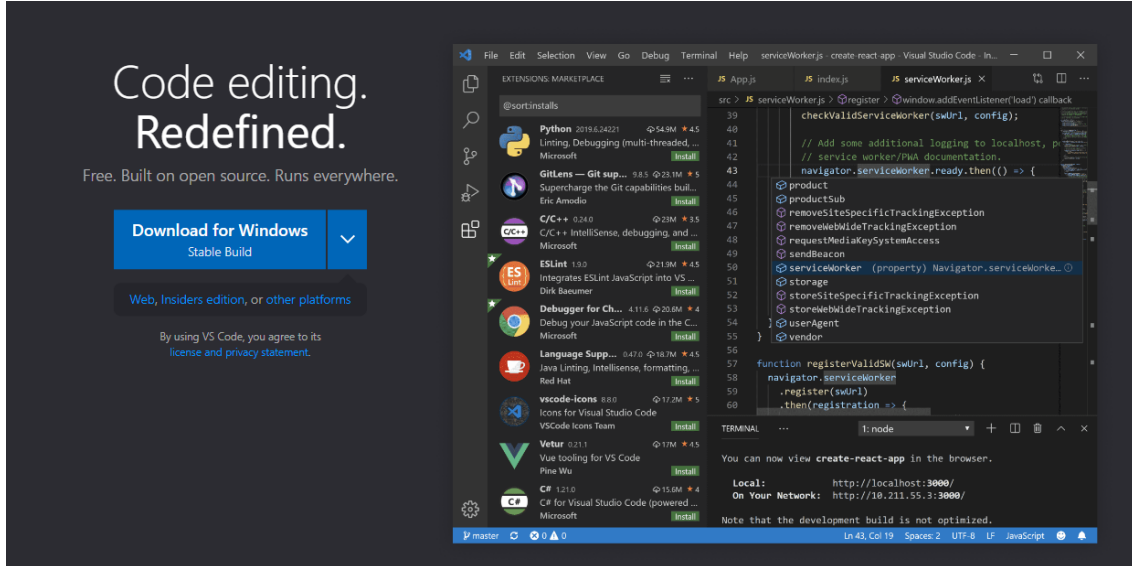 Code editing.
Redefined.
Free. Built on open source. Runs everywhere.
Download for Windows
Stable Build
Web, Insiders edition, or other platforms
By using VS Code, you agree to its
license and privacy statement.
File Edit Selection View Go Debug Terminal Help serviceWorker.js - create-react-app - Visual Studio Code - In...
EXTENSIONS: MARKETPLACE
@sort:installs
Python 2019.6.24221 54.9M 4.5
Linting, Debugging (multi-threaded, ...
Microsoft Install
GitLens — Git sup... 9.8.5 23.1M 5
Supercharge the Git capabilities buil...
Eric Amodio Install
C/C++ 0.24.0 23M 3.5
C/C++ IntelliSense, debugging, and ...
Microsoft Install
ESLint 1.9.0 21.9M 4.5
Integrates ESLint JavaScript into VS ...
Dirk Baeumer Install
Debugger for Ch... 4.11.6 20.6M 4
Debug your JavaScript code in the C...
Microsoft Install
Language Supp... 0.47.0 18.7M 4.5
Java Linting, Intellisense, formatting, ...
Red Hat Install
vscode-icons 8.8.0 17.2M 5
Icons for Visual Studio Code
VSCode Icons Team Install
Vetur 0.21.1 17M 4.5
Vue tooling for VS Code
Pine Wu Install
C# 1.21.0 15.6M 4
C# for Visual Studio Code (powered ...
Microsoft Install
C/C++
ES
Lint
C#
JS App.js JS index.js JS serviceWorker.js
src > JS serviceWorker.js > register > window.addEventListener('load') callback
39 checkValidServiceWorker(swUrl, config);
40
41 // Add some additional logging to localhost, p
42 // service worker/PWA documentation.
43 navigator.serviceWorker.ready.then(() => {
44 product
45 productSub
46 removeSiteSpecificTrackingException
47 removeWebWideTrackingException
48 requestMediaKeySystemAccess
49 sendBeacon
50 serviceWorker (property) Navigator.serviceWorke...
51 storage
52 storeSiteSpecificTrackingException
53 storeWebWideTrackingException
54 } userAgent
55 } vendor
56
57 function registerValidSW(swUrl, config) {
58 navigator.serviceWorker
59 .register(swUrl)
60 .then(registration => {
TERMINAL ... 1: node
You can now view create-react-app in the browser.
Local: http://localhost:3000/
On Your Network: http://10.211.55.3:3000/
Note that the development build is not optimized.
master 0 0 Ln 43, Col 19 Spaces: 2 UTF-8 LF JavaScript